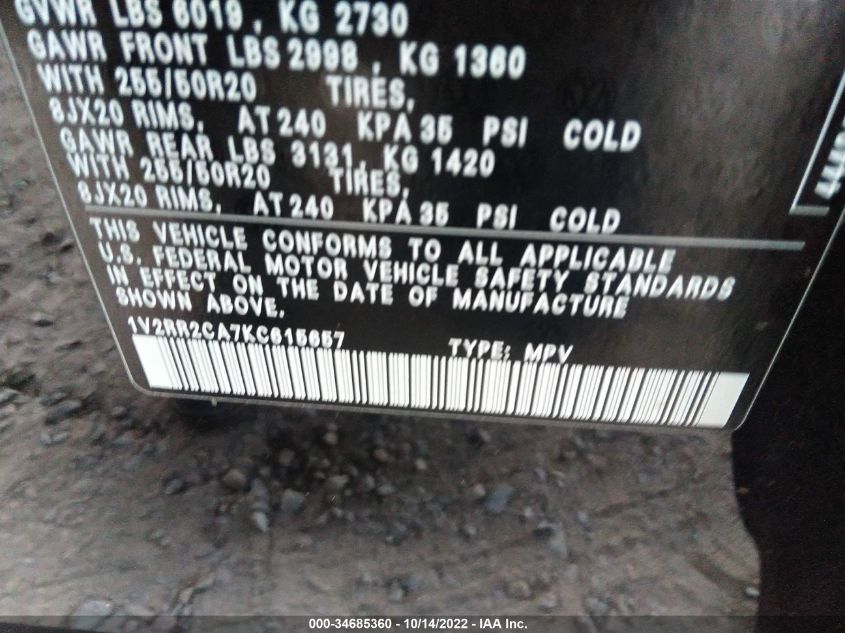 GVWR LBS 6019, KG 2730
GAWR FRONT LBS 2998, KG 1360
WITH 255/50R20 TIRES,
8JX20 RIMS, AT 240 KPA 35 PSI COLD
GAWR REAR LBS 3131, KG 1420
WITH 255/50R20 TIRES,
8JX20 RIMS, AT 240 KPA 35 PSI COLD
THIS VEHICLE CONFORMS TO ALL APPLICABLE
U.S. FEDERAL MOTOR VEHICLE SAFETY STANDARDS
IN EFFECT ON THE DATE OF MANUFACTURE
SHOWN ABOVE.
1V2RR2CA7KC615657 TYPE: MPV
000-34685360 - 10/14/2022 - IAA Inc.